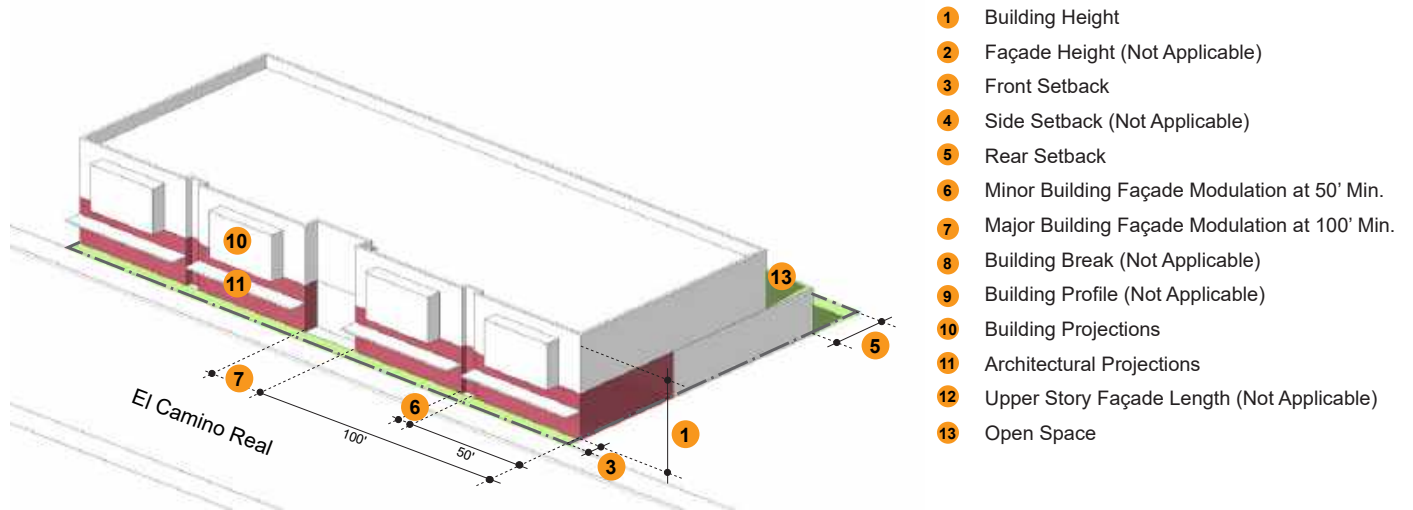 1 Building Height
2 Façade Height (Not Applicable)
3 Front Setback
4 Side Setback (Not Applicable)
5 Rear Setback
6 Minor Building Façade Modulation at 50’ Min.
7 Major Building Façade Modulation at 100’ Min.
8 Building Break (Not Applicable)
9 Building Profile (Not Applicable)
10 Building Projections
11 Architectural Projections
12 Upper Story Façade Length (Not Applicable)
13 Open Space
10
11
13
5
7
6
1
3
El Camino Real
100'
50'